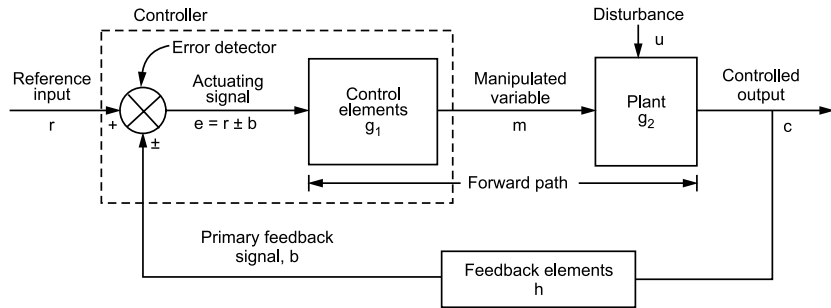 Controller
Disturbance
u
Error detector
Reference
input
r
+
±
Actuating
signal
e = r ± b
Control
elements
g₁
Manipulated
variable
m
Plant
g₂
Controlled
output
c
Forward path
Primary feedback
signal, b
Feedback elements
h